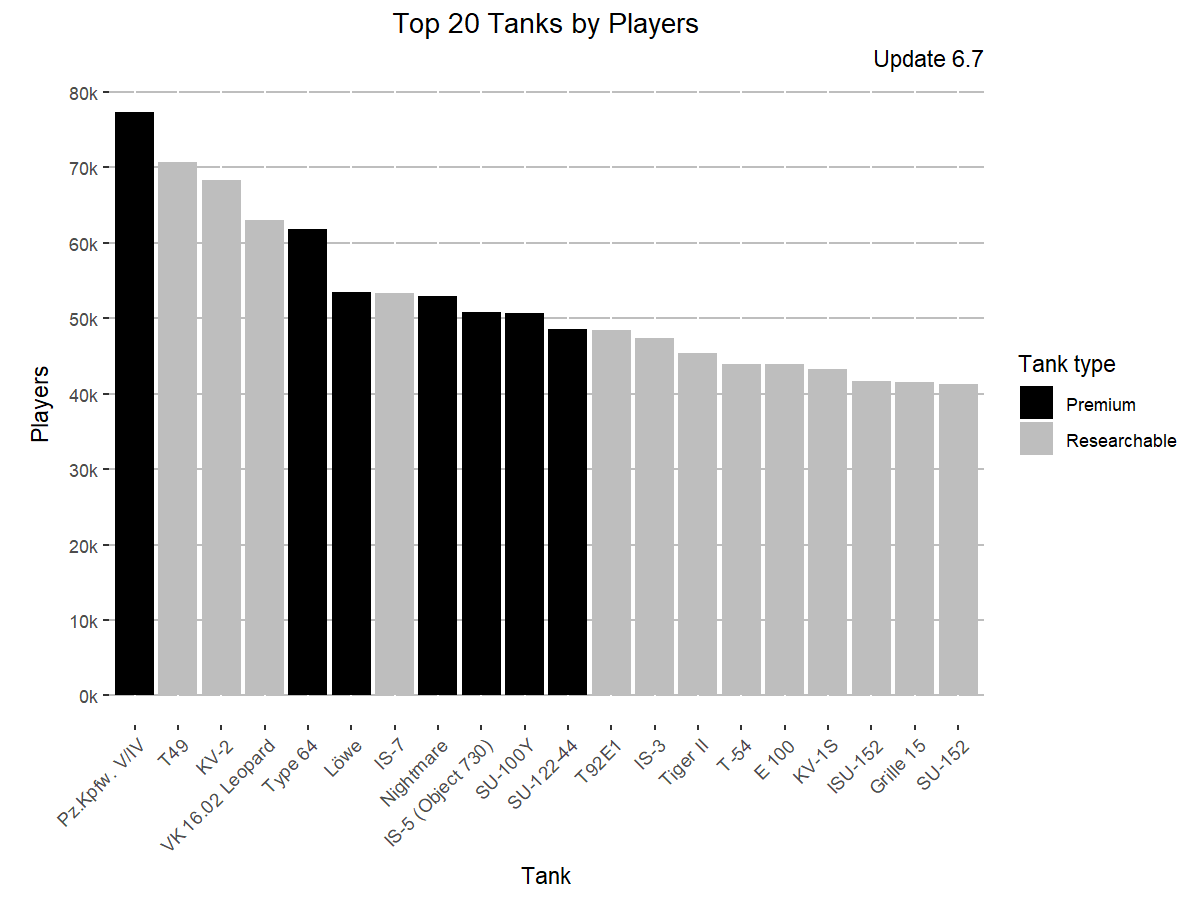 Top 20 Tanks by Players
Update 6.7
80k
70k
60k
50k
40k
30k
20k
10k
0k
Players
Pz.Kpfw. V/IV
T49
KV-2
VK 16.02 Leopard
Type 64
Löwe
IS-7
Nightmare
IS-5 (Object 730)
SU-100Y
SU-122-44
T92E1
IS-3
Tiger II
T-54
E 100
KV-1S
ISU-152
Grille 15
SU-152
Tank
Tank type
Premium
Researchable